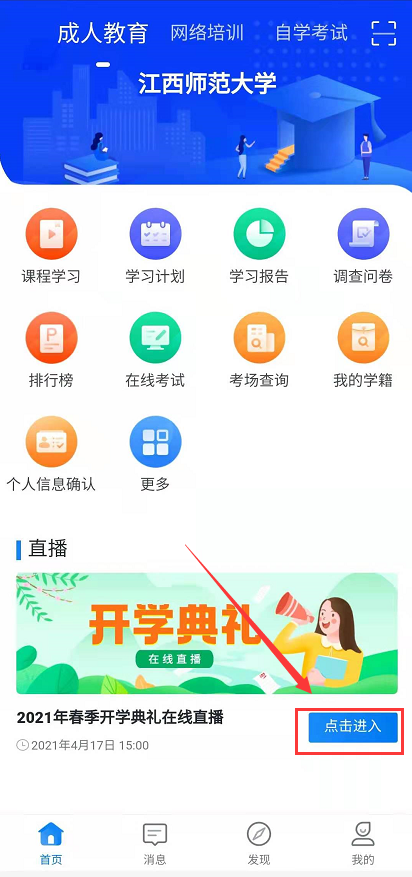 成人教育 网络培训 自学考试
江西师范大学
课程学习 学习计划 学习报告 调查问卷
P
排行榜 在线考试 考场查询 我的学籍
个人信息确认 更多
直播
开学典礼
在线直播
2021年春季开学典礼在线直播
点击进入
2021年4月17日 15:00
首页 消息 发现 我的